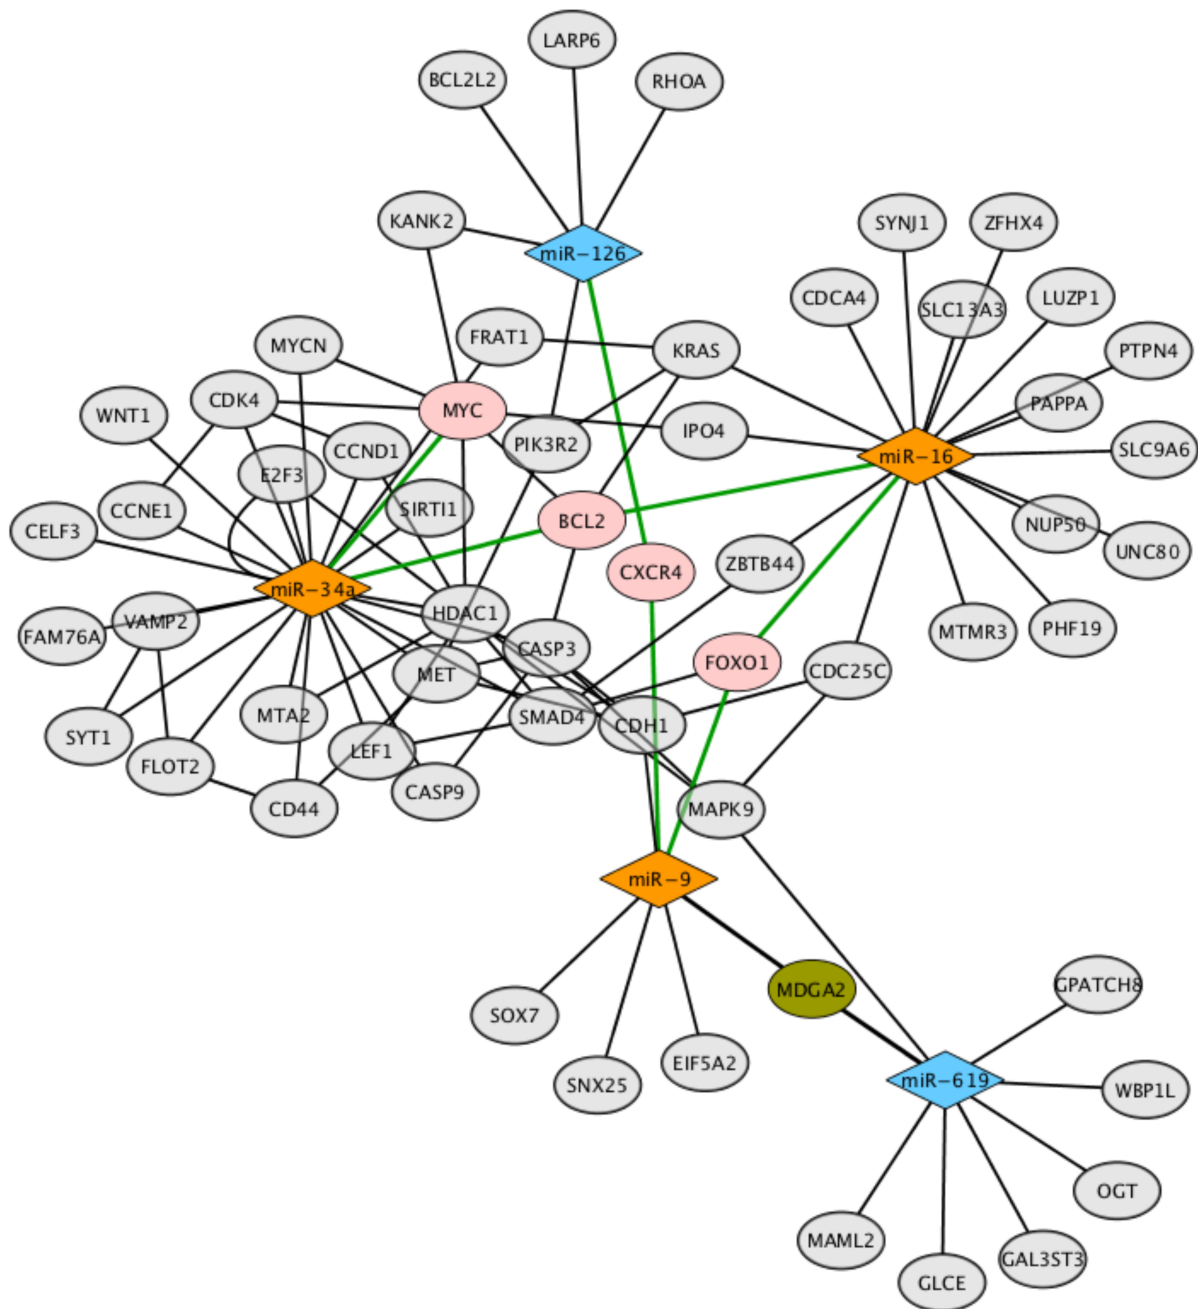 LARP6
BCL2L2
RHOA
KANK2
miR−126
SYNJ1
ZFHX4
CDCA4
SLC13A3
LUZP1
MYCN
FRAT1
KRAS
PTPN4
WNT1
CDK4
MYC
PAPPA
CCND1
PIK3R2
IPO4
miR−16
SLC9A6
E2F3
CCNE1
SIRTI1
BCL2
NUP50
CELF3
UNC80
miR−34a
CXCR4
ZBTB44
FAM76A
VAMP2
HDAC1
MTMR3
PHF19
CASP3
FOXO1
CDC25C
MET
SYT1
MTA2
SMAD4
CDH1
FLOT2
LEF1
CD44
CASP9
MAPK9
miR−9
MDGA2
SOX7
GPATCH8
SNX25
EIF5A2
miR−619
WBP1L
OGT
MAML2
GAL3ST3
GLCE